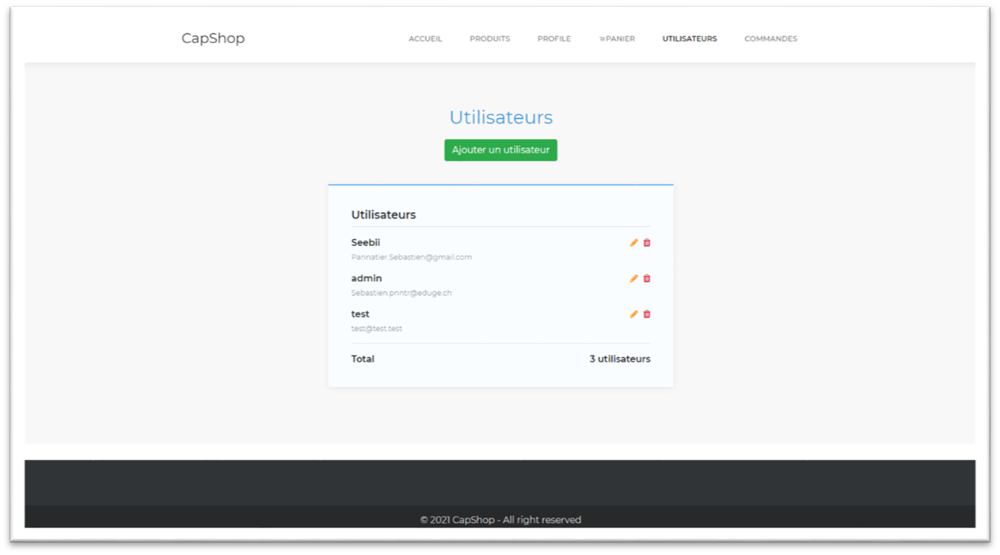 CapShop
ACCUEIL PRODUITS PROFILE PANIER UTILISATEURS COMMANDES
Utilisateurs
Ajouter un utilisateur
Utilisateurs
Seebii
Pannatier.Sebastien@gmail.com
admin
Sebastien.pnntr@eduge.ch
test
test@test.test
Total 3 utilisateurs
© 2021 CapShop - All right reserved